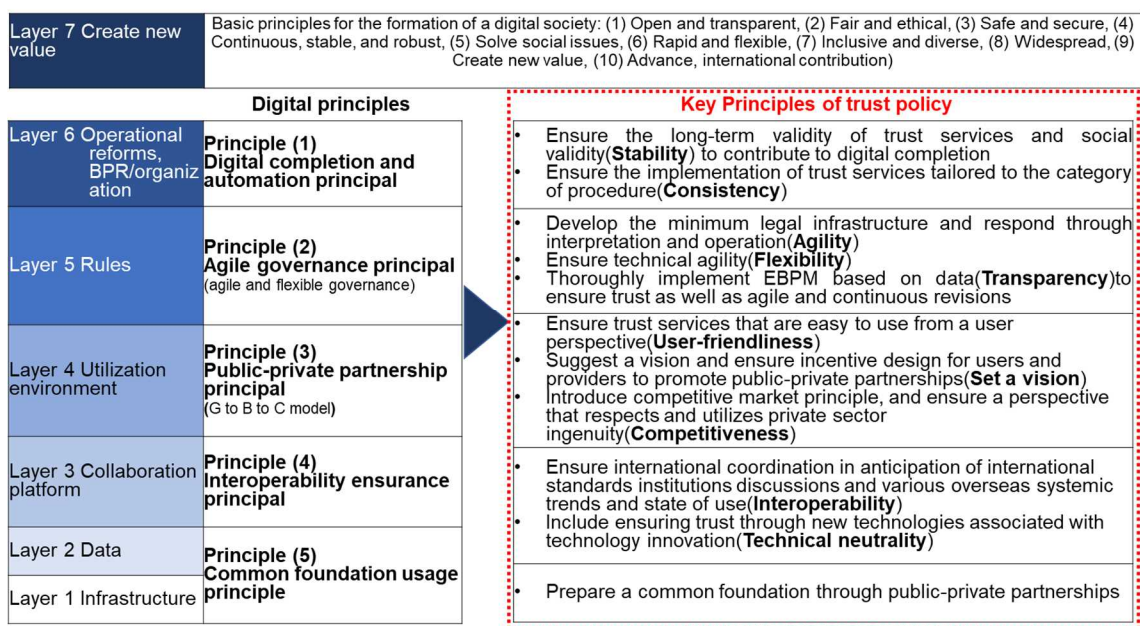 Layer 7 Create new
value
Basic principles for the formation of a digital society: (1) Open and transparent, (2) Fair and ethical, (3) Safe and secure, (4)
Continuous, stable, and robust, (5) Solve social issues, (6) Rapid and flexible, (7) Inclusive and diverse, (8) Widespread, (9)
Create new value, (10) Advance, international contribution)
Digital principles
Key Principles of trust policy
Layer 6 Operational
reforms,
BPR/organiz
ation
Principle (1)
Digital completion and
automation principal
• Ensure the long-term validity of trust services and social
validity(Stability) to contribute to digital completion
• Ensure the implementation of trust services tailored to the category
of procedure(Consistency)
Layer 5 Rules
Principle (2)
Agile governance principal
(agile and flexible governance)
• Develop the minimum legal infrastructure and respond through
interpretation and operation(Agility)
• Ensure technical agility(Flexibility)
• Thoroughly implement EBPM based on data(Transparency)to
ensure trust as well as agile and continuous revisions
Layer 4 Utilization
environment
Principle (3)
Public-private partnership
principal
(G to B to C model)
• Ensure trust services that are easy to use from a user
perspective(User-friendliness)
• Suggest a vision and ensure incentive design for users and
providers to promote public-private partnerships(Set a vision)
• Introduce competitive market principle, and ensure a perspective
that respects and utilizes private sector
ingenuity(Competitiveness)
Layer 3 Collaboration
platform
Principle (4)
Interoperability ensurance
principal
• Ensure international coordination in anticipation of international
standards institutions discussions and various overseas systemic
trends and state of use(Interoperability)
• Include ensuring trust through new technologies associated with
technology innovation(Technical neutrality)
Layer 2 Data
Layer 1 Infrastructure
Principle (5)
Common foundation usage
principle
• Prepare a common foundation through public-private partnerships